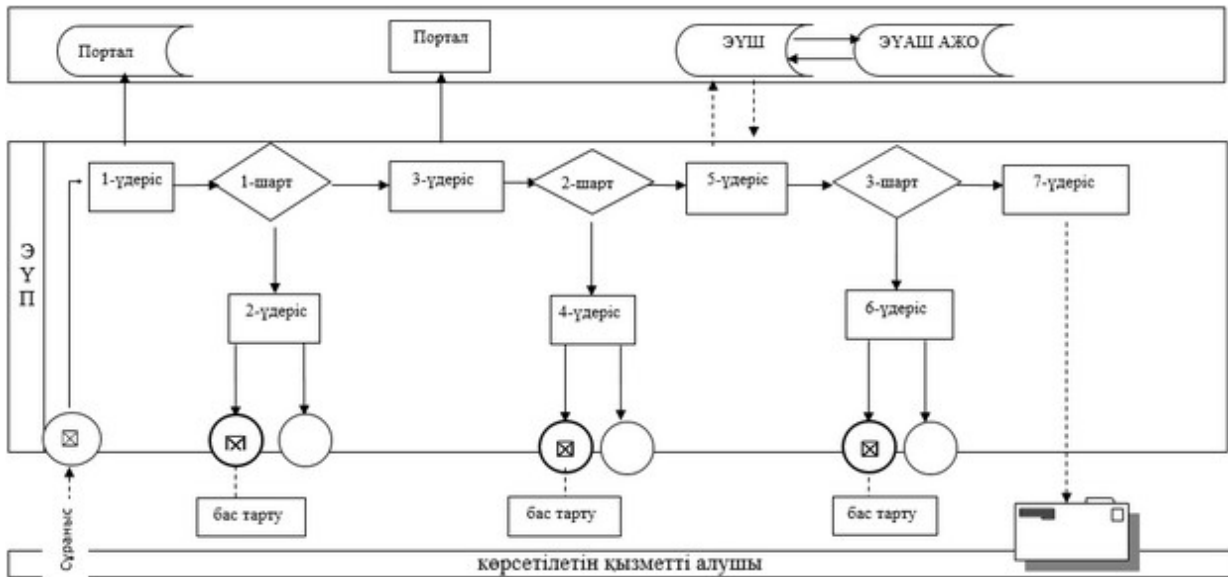 Портал
Портал
ЭҮШ
ЭҮАШ АЖО
ЭҮП
1-үдеріс
1-шарт
3-үдеріс
2-шарт
5-үдеріс
3-шарт
7-үдеріс
2-үдеріс
4-үдеріс
6-үдеріс
Сұраныс
бас тарту
бас тарту
бас тарту
көрсетілетін қызметті алушы